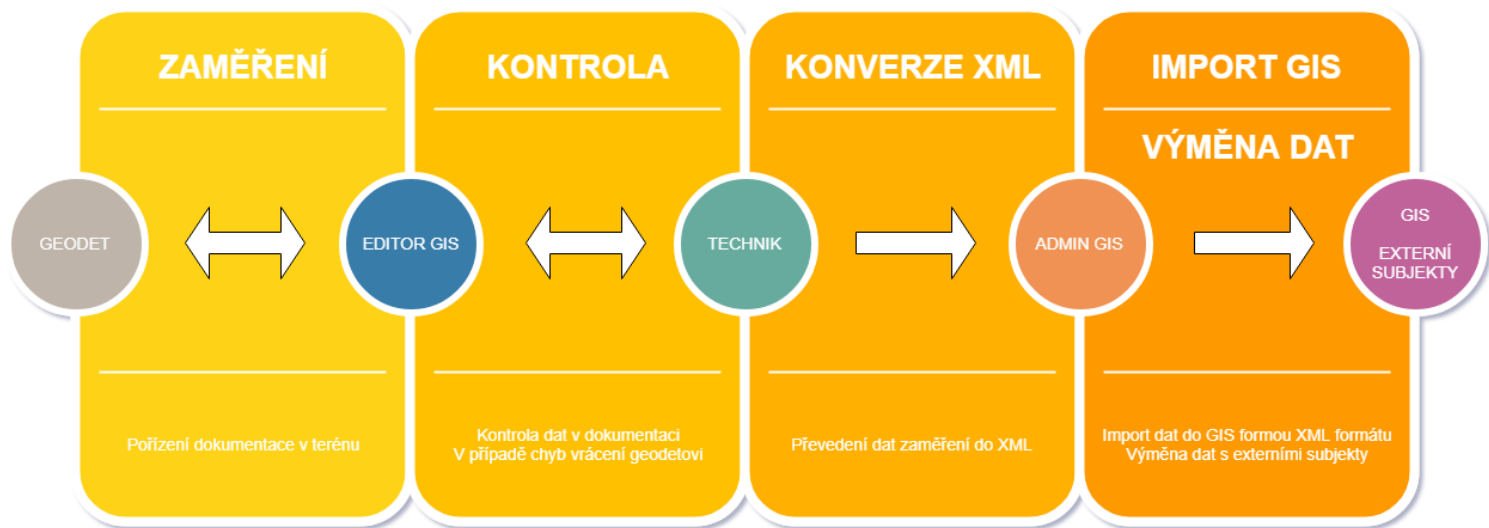 ZAMĚŘENÍ
KONTROLA
KONVERZE XML
IMPORT GIS
VÝMĚNA DAT
GEODET
EDITOR GIS
TECHNIK
ADMIN GIS
GIS
EXTERNÍ
SUBJEKTY
Pořízení dokumentace v terénu
Kontrola dat v dokumentaci
V případě chyb vrácení geodetovi
Převedení dat zaměření do XML
Import dat do GIS formou XML formátu
Výměna dat s externími subjekty